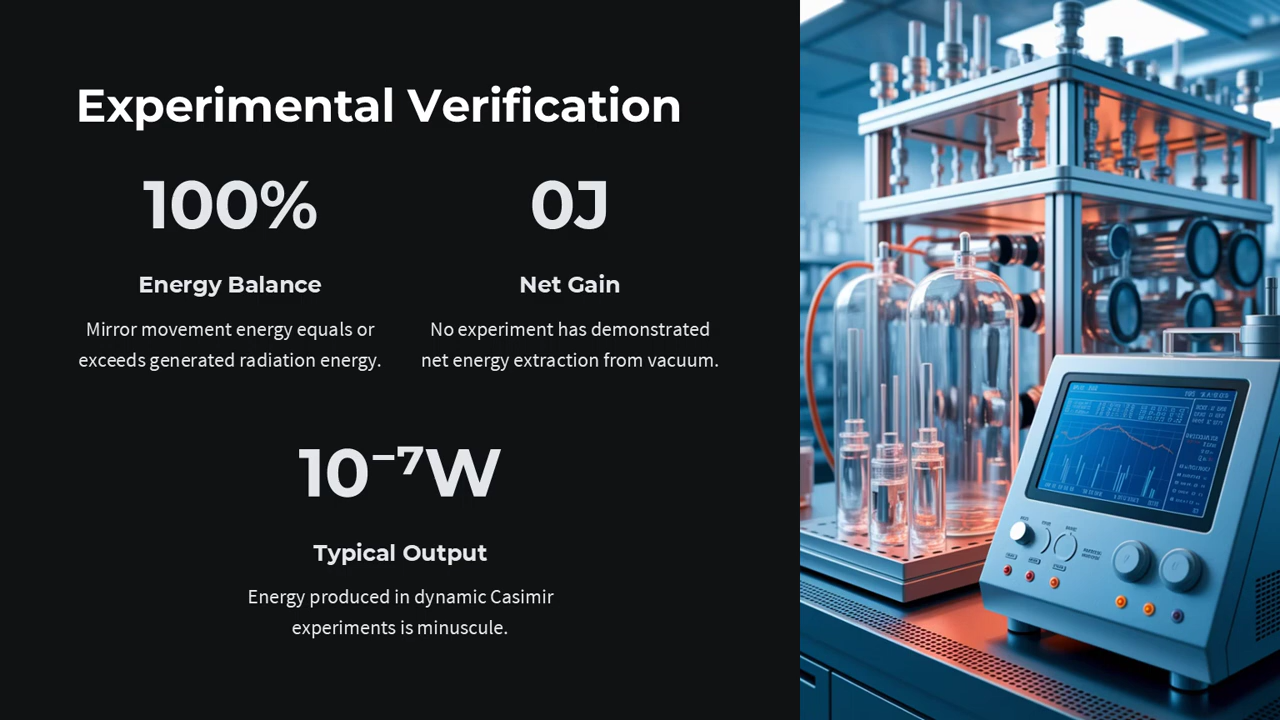 Experimental Verification
100%
Energy Balance
Mirror movement energy equals or
exceeds generated radiation energy.
0J
Net Gain
No experiment has demonstrated
net energy extraction from vacuum.
10⁻⁷W
Typical Output
Energy produced in dynamic Casimir
experiments is minuscule.